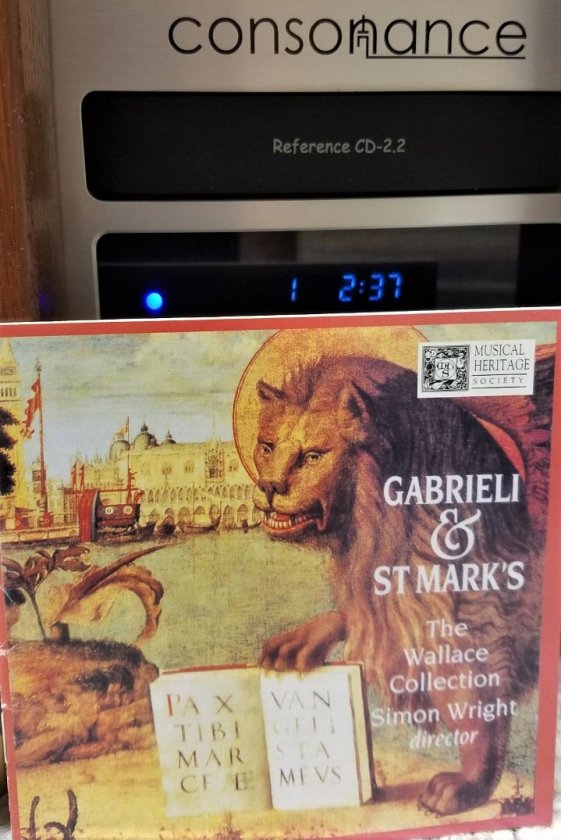 consonance
Reference CD-2.2
1 2:37
MUSICAL
HERITAGE
SOCIETY
GABRIELI
&
ST MARK'S
The
Wallace
Collection
Simon Wright
director
PAX
TIBI
MAR
CE E
VAN
GELI
STA
MEVS